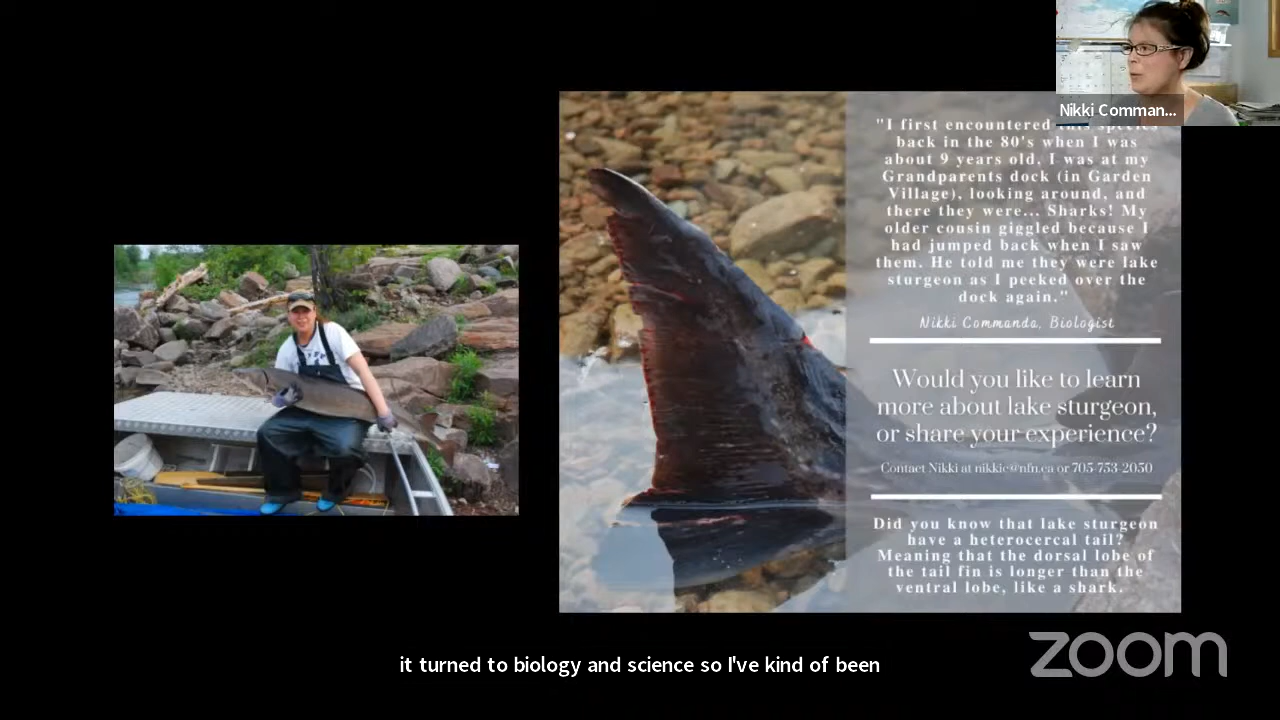 Nikki Comman...
"I first encountered this species
back in the 80's when I was
about 9 years old. I was at my
Grandparents dock (in Garden
Village), looking around, and
there they were... Sharks! My
older cousin giggled because I
had jumped back when I saw
them. He told me they were lake
sturgeon as I peeked over the
dock again."
Nikki Commanda, Biologist
Would you like to learn
more about lake sturgeon,
or share your experience?
Contact Nikki at nikkic@nfn.ca or 705-753-2050
Did you know that lake sturgeon
have a heterocercal tail?
Meaning that the dorsal lobe of
the tail fin is longer than the
ventral lobe, like a shark.
zoom
it turned to biology and science so I've kind of been